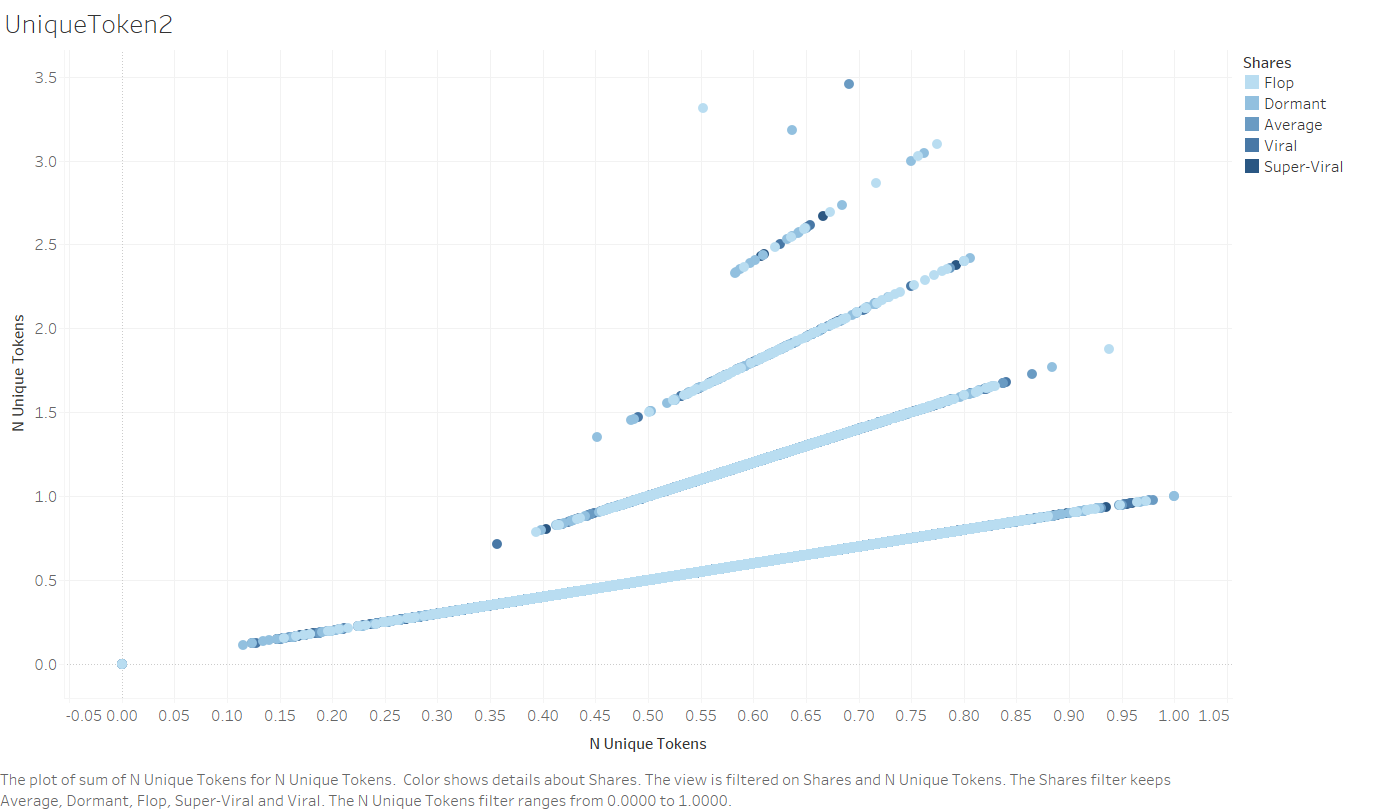 UniqueToken2
Shares
Flop
Dormant
Average
Viral
Super-Viral
3.5
3.0
2.5
2.0
1.5
1.0
0.5
0.0
N Unique Tokens
-0.05 0.00 0.05 0.10 0.15 0.20 0.25 0.30 0.35 0.40 0.45 0.50 0.55 0.60 0.65 0.70 0.75 0.80 0.85 0.90 0.95 1.00 1.05
N Unique Tokens
The plot of sum of N Unique Tokens for N Unique Tokens.  Color shows details about Shares. The view is filtered on Shares and N Unique Tokens. The Shares filter keeps
Average, Dormant, Flop, Super-Viral and Viral. The N Unique Tokens filter ranges from 0.0000 to 1.0000.